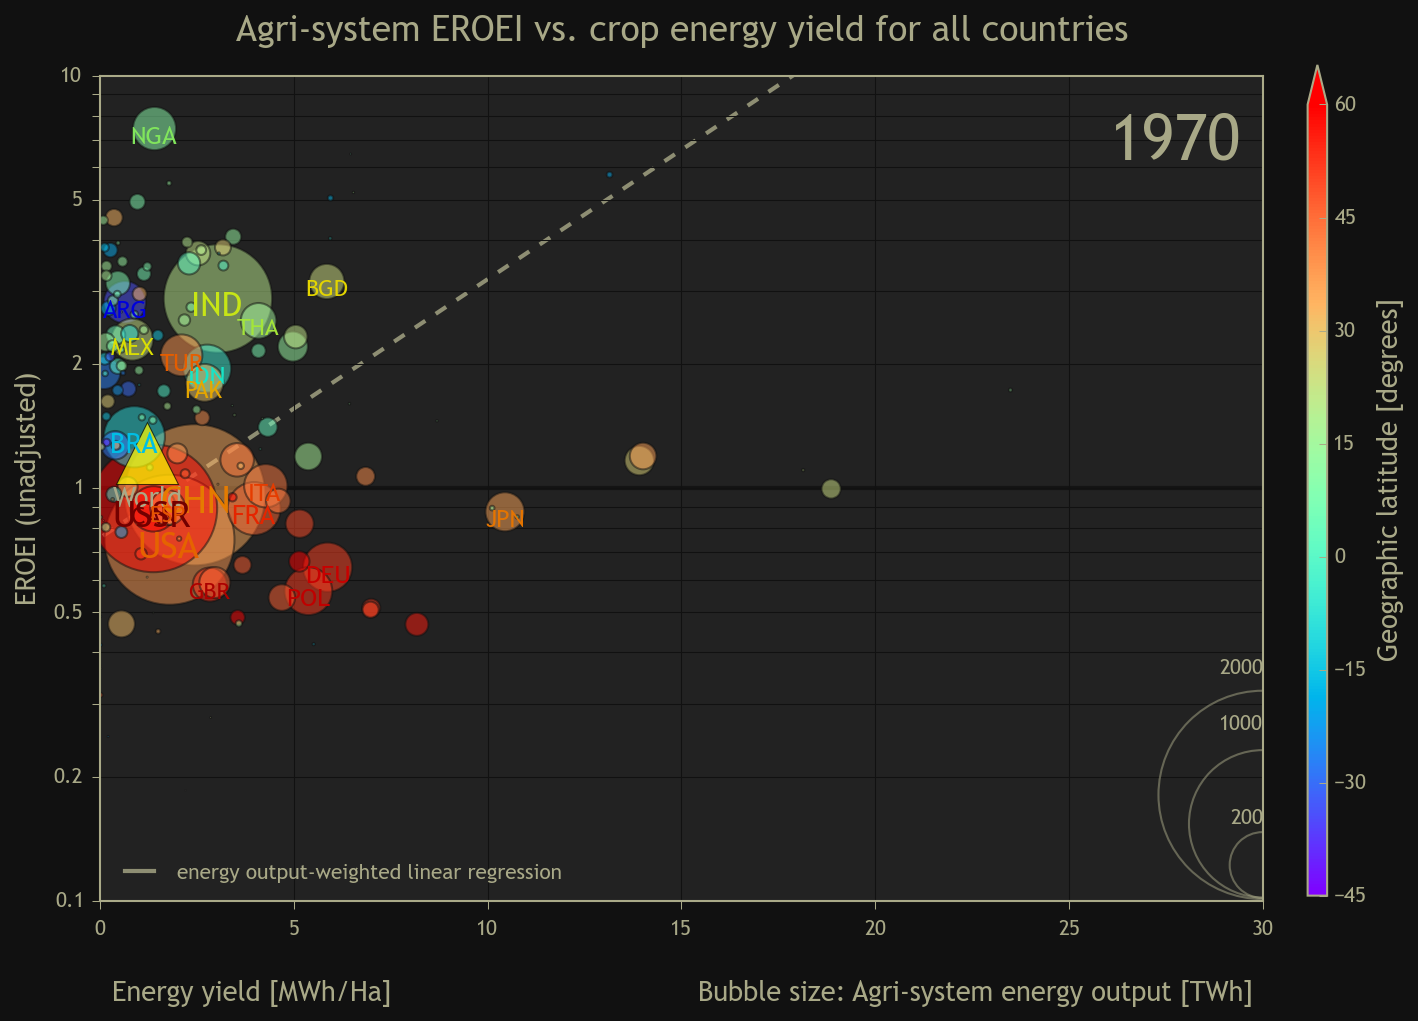 Agri-system EROEI vs. crop energy yield for all countries
1970
10
5
2
1
0.5
0.2
0.1
EROEI (unadjusted)
NGA
IND
BGD
ARG
THA
MEX
TUR
IDN
PAK
BRA
World
CHN
ITA
USSR
FRA
JPN
USA
DEU
GBR
POL
2000
1000
200
energy output-weighted linear regression
0
5
10
15
20
25
30
Energy yield [MWh/Ha]
Bubble size: Agri-system energy output [TWh]
60
45
30
15
0
−15
−30
−45
Geographic latitude [degrees]